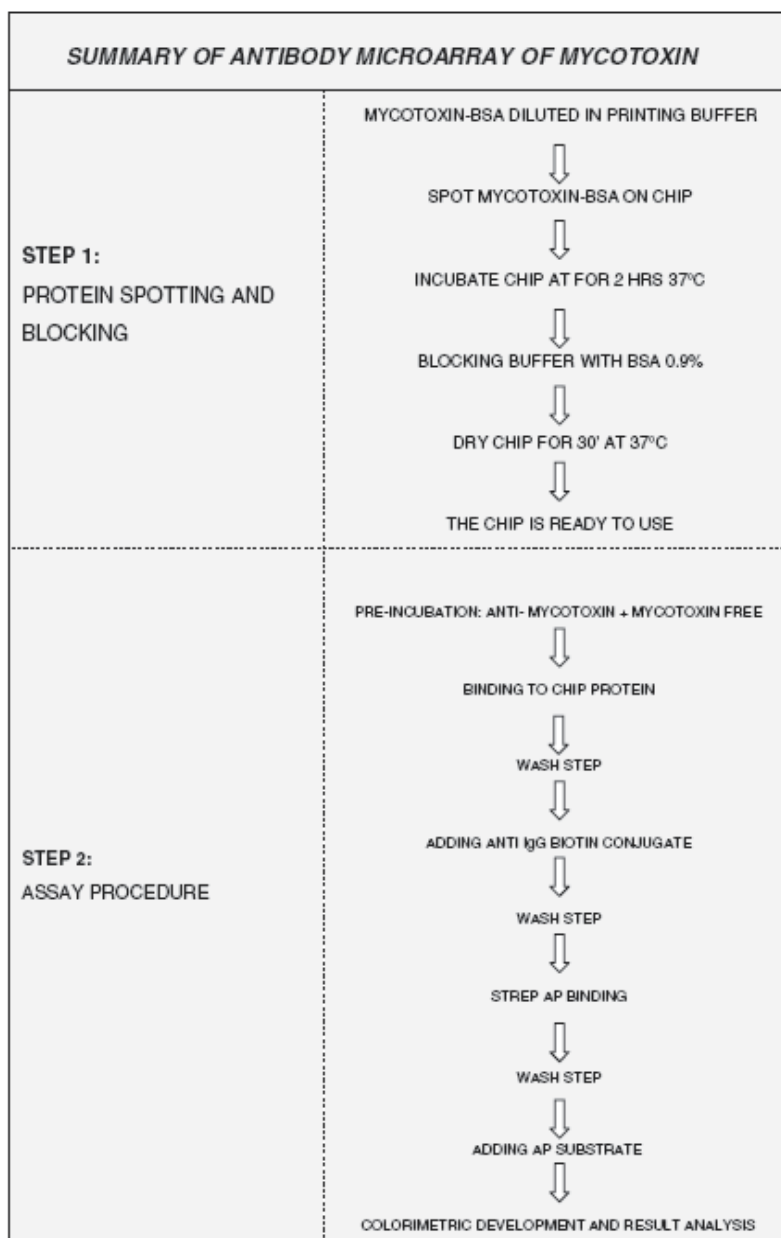 SUMMARY OF ANTIBODY MICROARRAY OF MYCOTOXIN
STEP 1:
PROTEIN SPOTTING AND
BLOCKING
MYCOTOXIN-BSA DILUTED IN PRINTING BUFFER
SPOT MYCOTOXIN-BSA ON CHIP
INCUBATE CHIP AT FOR 2 HRS 37ºC
BLOCKING BUFFER WITH BSA 0.9%
DRY CHIP FOR 30' AT 37ºC
THE CHIP IS READY TO USE
STEP 2:
ASSAY PROCEDURE
PRE-INCUBATION: ANTI- MYCOTOXIN + MYCOTOXIN FREE
BINDING TO CHIP PROTEIN
WASH STEP
ADDING ANTI IgG BIOTIN CONJUGATE
WASH STEP
STREP AP BINDING
WASH STEP
ADDING AP SUBSTRATE
COLORIMETRIC DEVELOPMENT AND RESULT ANALYSIS